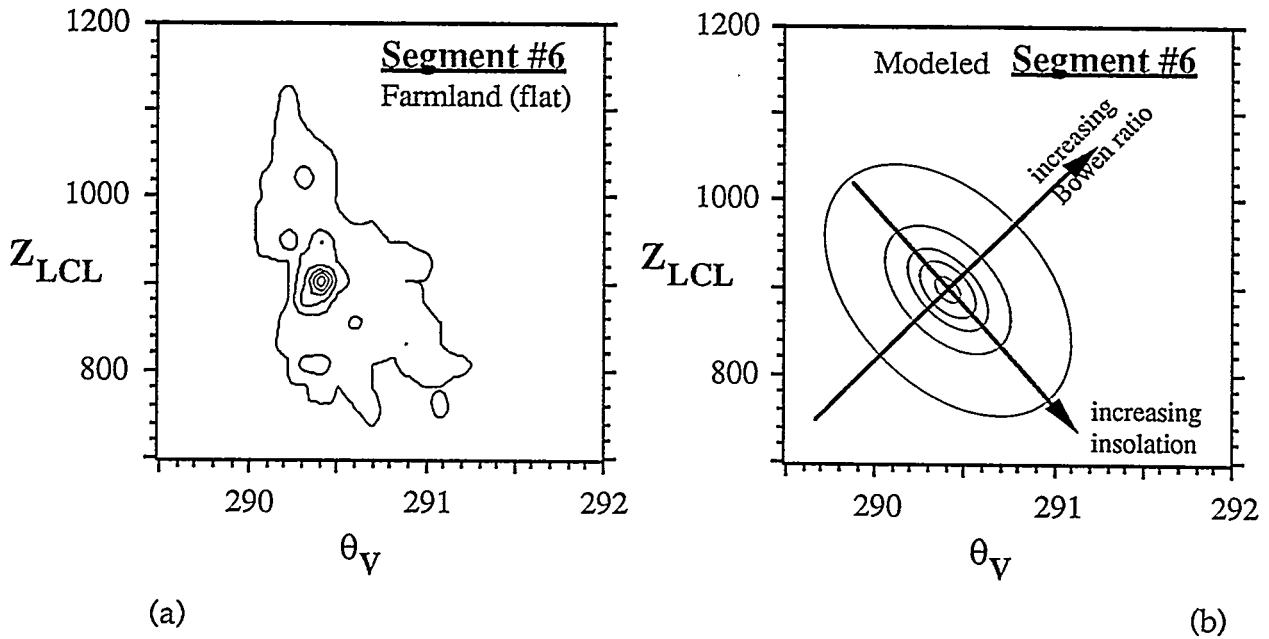 1200
1000
800
Z_LCL
290
291
292
θ_V
Segment #6
Farmland (flat)
(a)
1200
1000
800
Z_LCL
290
291
292
θ_V
Modeled Segment #6
increasing
Bowen ratio
increasing
insolation
(b)